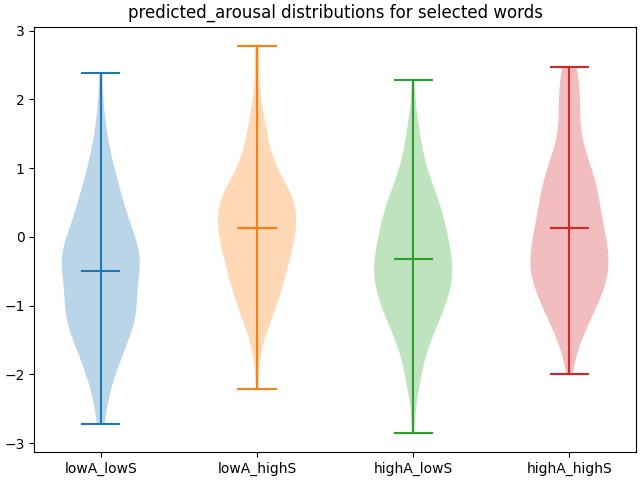 predicted_arousal distributions for selected words
3
2
1
0
−1
−2
−3
lowA_lowS
lowA_highS
highA_lowS
highA_highS